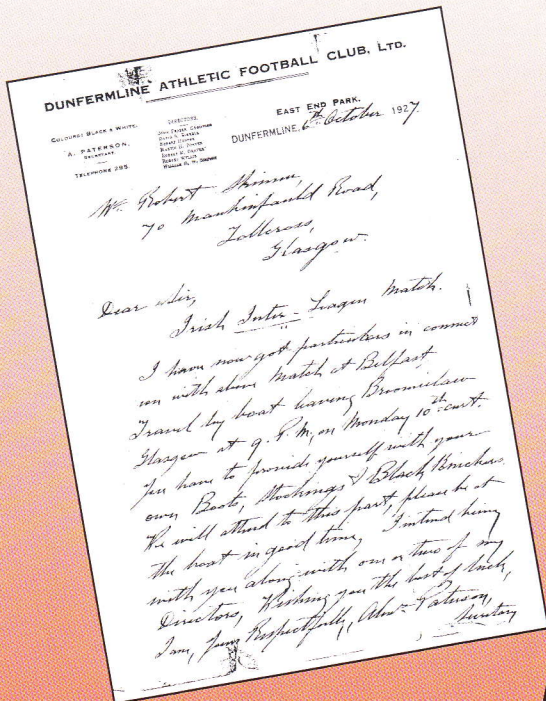 DUNFERMLINE ATHLETIC FOOTBALL CLUB, LTD.
COLOURS: BLACK & WHITE.
A. PATERSON,
SECRETARY.
TELEPHONE 295.
DIRECTORS.
EAST END PARK,
DUNFERMLINE, 6th October 1927.
Mr. Robert Skinner,
70 Road,
Tollcross,
Glasgow.
Dear Sir,
Irish Inter-League Match.
I have now got particulars in connect
ion with above Match at Belfast,
Travel by boat leaving Broomielaw
Glasgow at 9. P.M, on Monday 10th curt.
You have to provide yourself with your
own Boots, Stockings & Black Knickers
We will attend to this part, please be at
the boat in good time, I intend being
with you along with one or two of my
Directors, Wishing you the best of luck,
I am, Yours Respectfully, Paterson,
Secretary